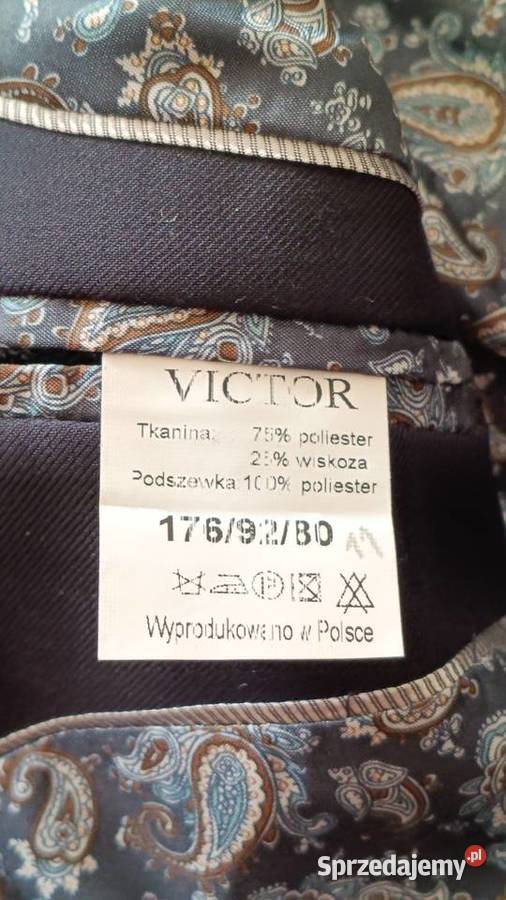 VICTOR
Tkanina: 75% poliester
25% wiskoza
Podszewka:100% poliester
176/92/80
Wyprodukowano w Polsce
Sprzedajemy.pl